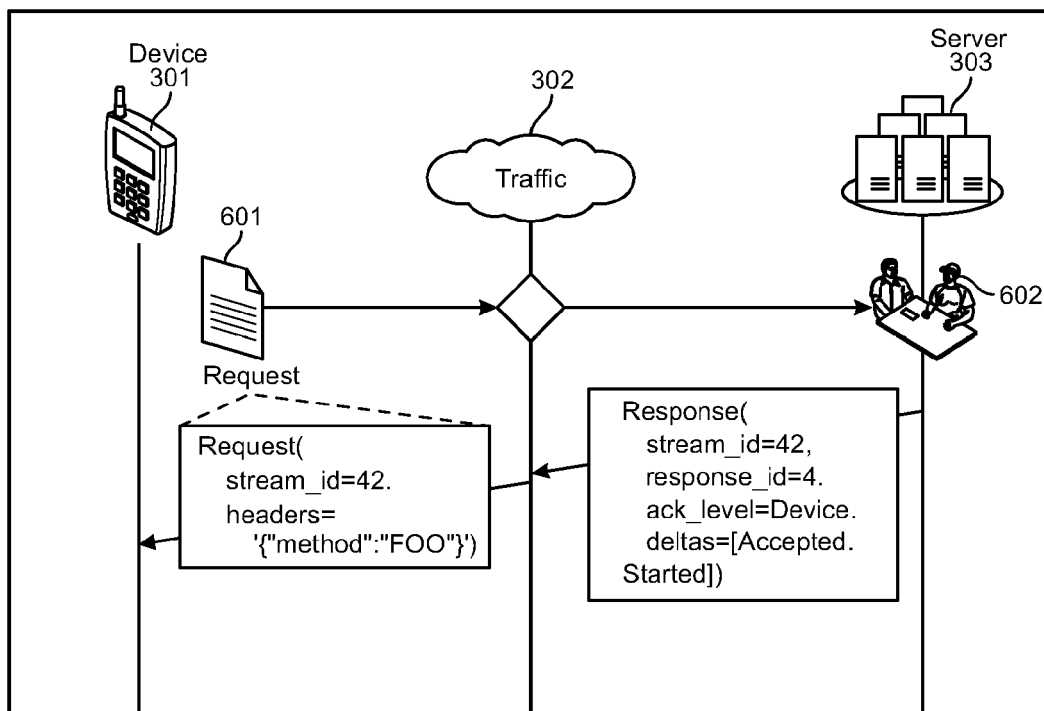 Device
301
302
Server
303
Traffic
601
602
Request
Request(
stream_id=42.
headers=
'{"method":"FOO"}')
Response(
stream_id=42,
response_id=4.
ack_level=Device.
deltas=[Accepted.
Started])